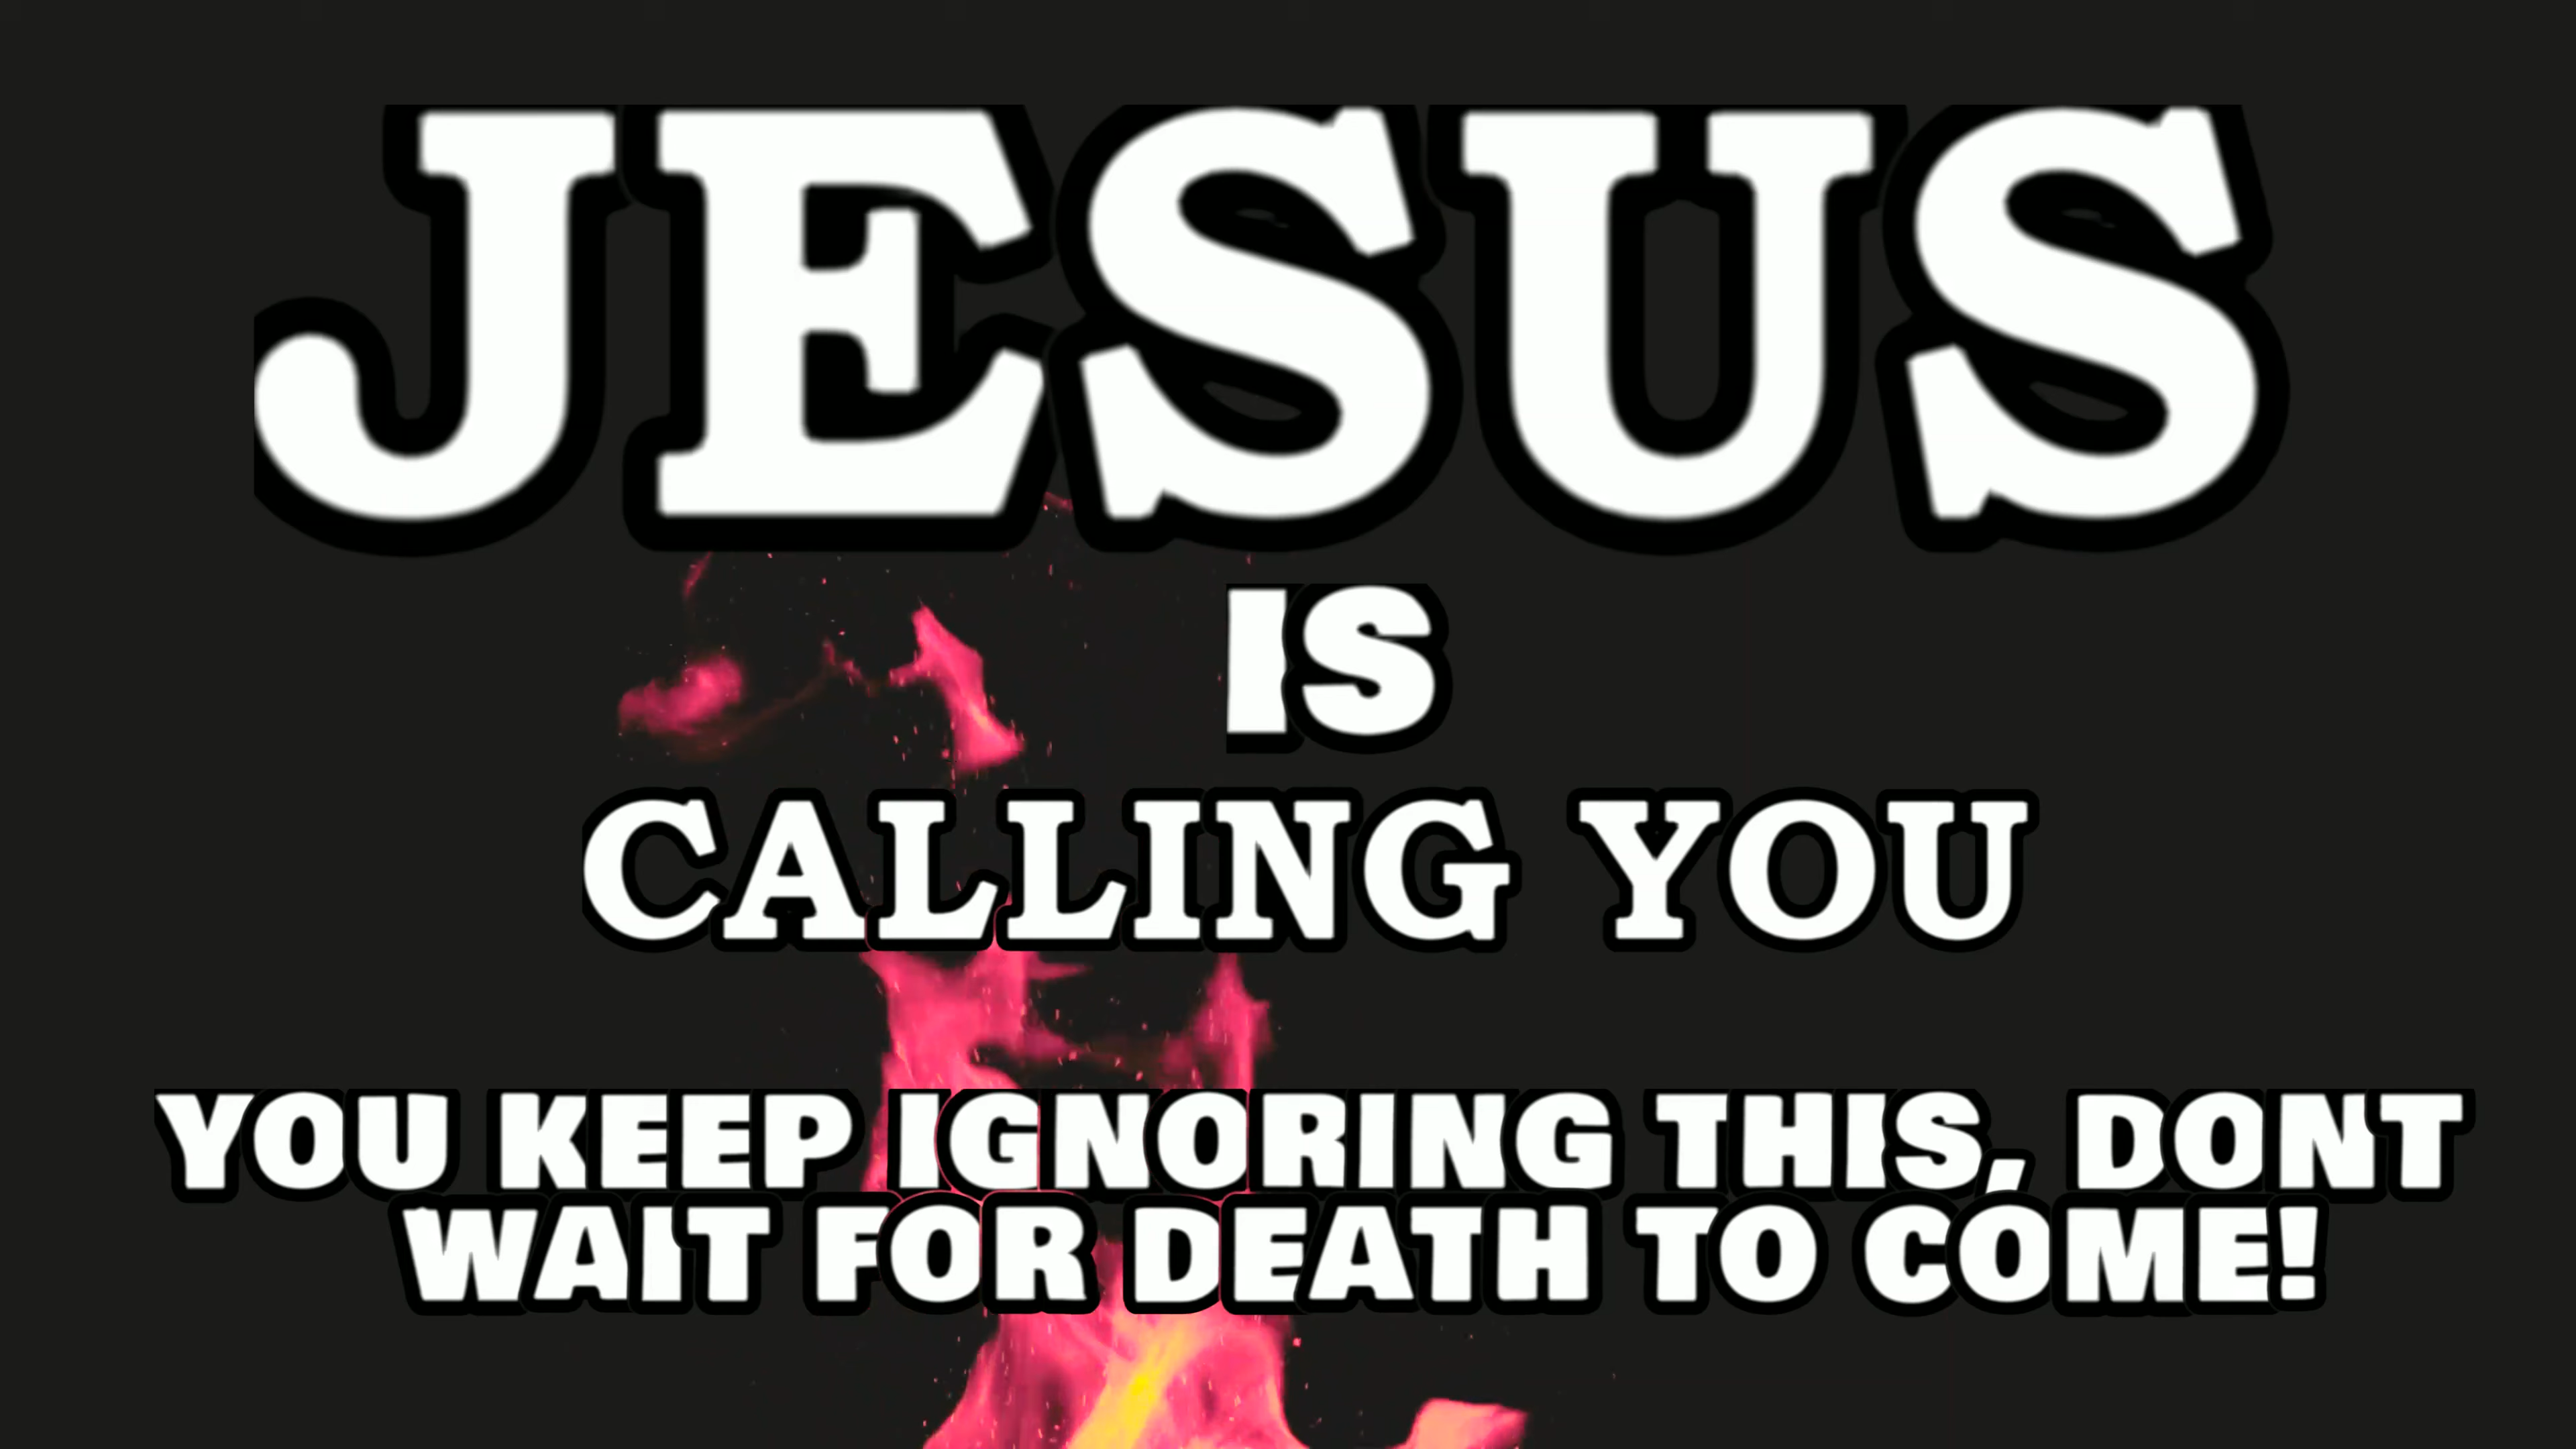 JESUS
IS
CALLING YOU
YOU KEEP IGNORING THIS, DONT
WAIT FOR DEATH TO COME!